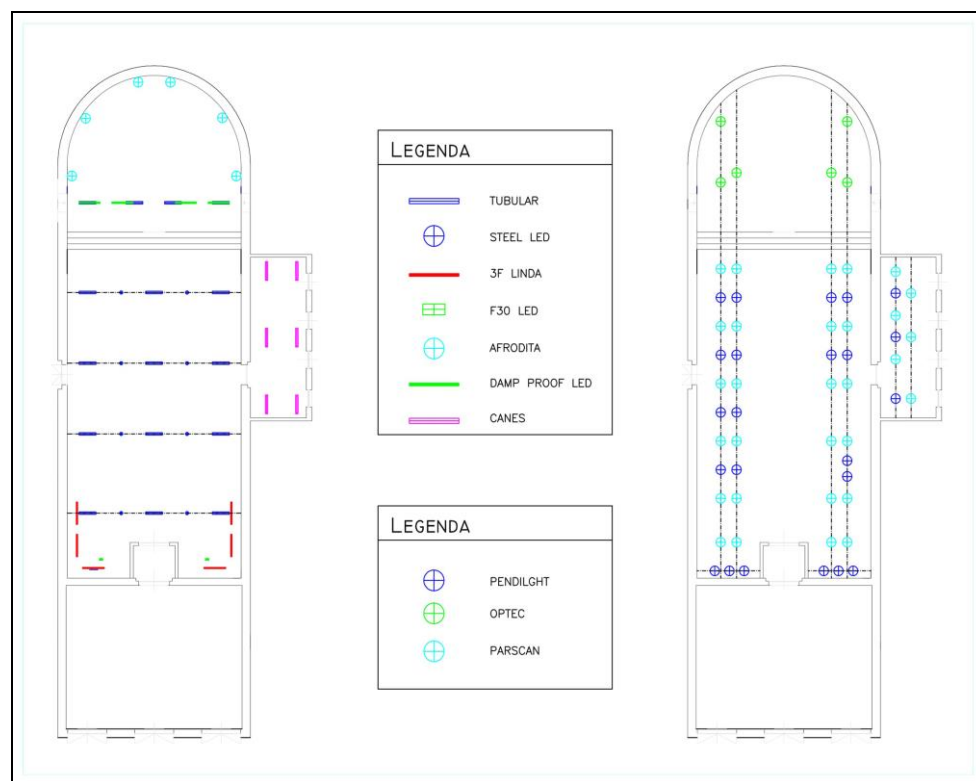 LEGENDA
TUBULAR
STEEL LED
3F LINDA
F30 LED
AFRODITA
DAMP PROOF LED
CANES
LEGENDA
PENDILGHT
OPTEC
PARSCAN